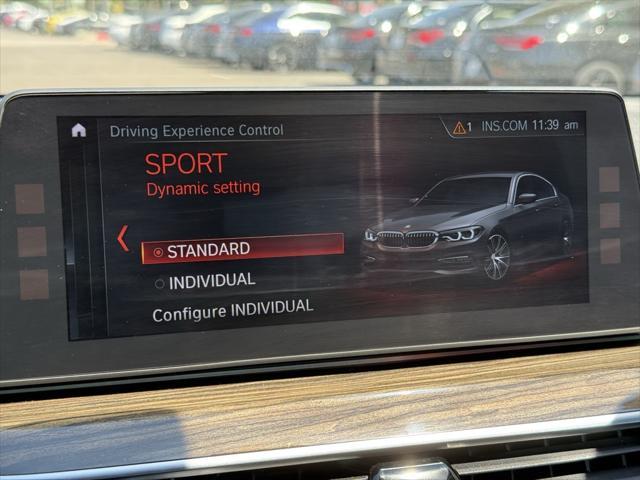 Driving Experience Control
1 INS.COM 11:39 am
SPORT
Dynamic setting
STANDARD
INDIVIDUAL
Configure INDIVIDUAL